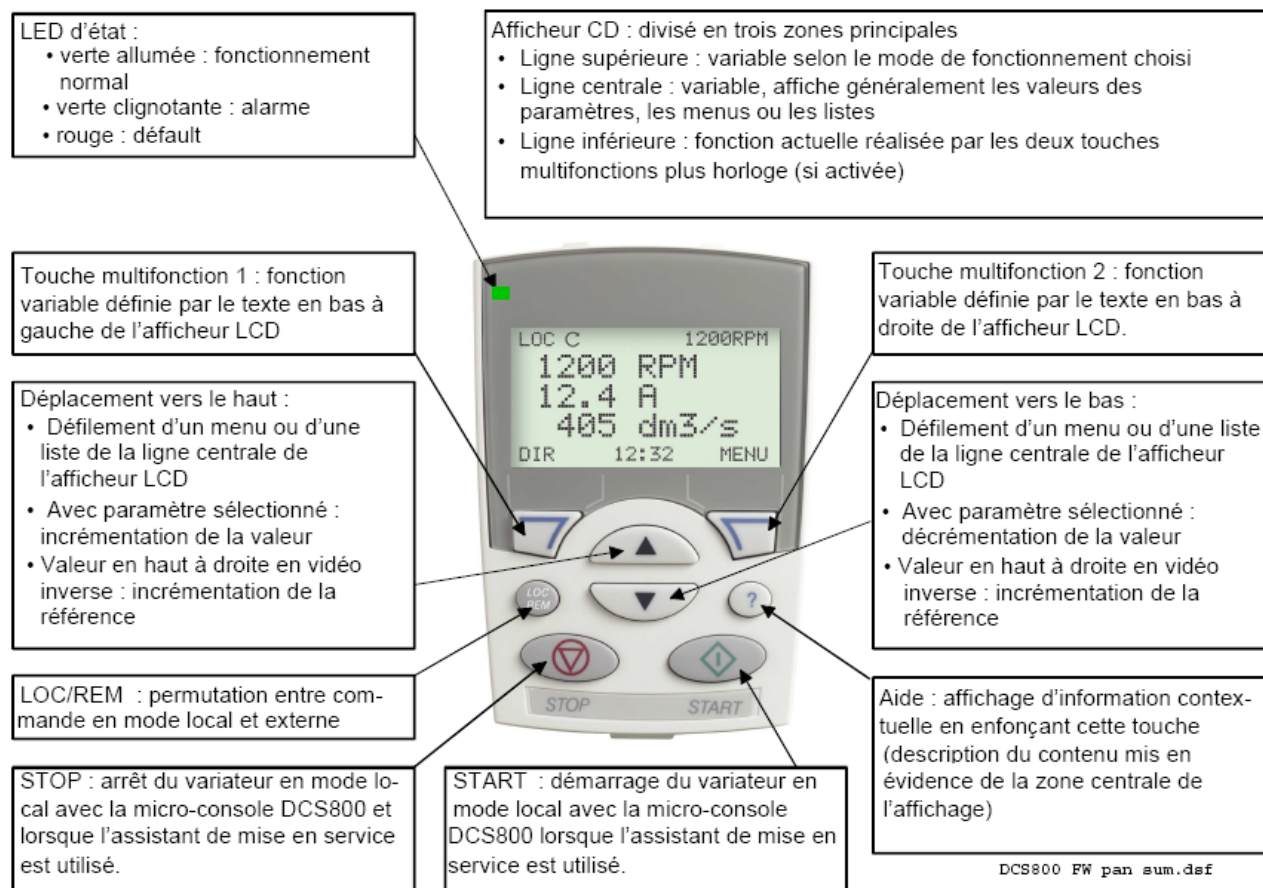 LED d'état :
• verte allumée : fonctionnement
normal
• verte clignotante : alarme
• rouge : défault
Afficheur CD : divisé en trois zones principales
• Ligne supérieure : variable selon le mode de fonctionnement choisi
• Ligne centrale : variable, affiche généralement les valeurs des
paramètres, les menus ou les listes
• Ligne inférieure : fonction actuelle réalisée par les deux touches
multifonctions plus horloge (si activée)
Touche multifonction 1 : fonction
variable définie par le texte en bas à
gauche de l'afficheur LCD
Touche multifonction 2 : fonction
variable définie par le texte en bas à
droite de l'afficheur LCD.
Déplacement vers le haut :
• Défilement d'un menu ou d'une
liste de la ligne centrale de
l'afficheur LCD
• Avec paramètre sélectionné :
incrémentation de la valeur
• Valeur en haut à droite en vidéo
inverse : incrémentation de la
référence
LOC C 1200RPM
1200 RPM
12.4 A
405 dm3/s
DIR 12:32 MENU
LOC
REM
?
STOP START
Déplacement vers le bas :
• Défilement d'un menu ou d'une liste
de la ligne centrale de l'afficheur
LCD
• Avec paramètre sélectionné :
décrémentation de la valeur
• Valeur en haut à droite en vidéo
inverse : incrémentation de la
référence
LOC/REM : permutation entre com-
mande en mode local et externe
Aide : affichage d'information contex-
tuelle en enfonçant cette touche
(description du contenu mis en
évidence de la zone centrale de
l'affichage)
STOP : arrêt du variateur en mode lo-
cal avec la micro-console DCS800 et
lorsque l'assistant de mise en service
est utilisé.
START : démarrage du variateur en
mode local avec la micro-console
DCS800 lorsque l'assistant de mise en
service est utilisé.
DCS800 FW pan sum.dsf